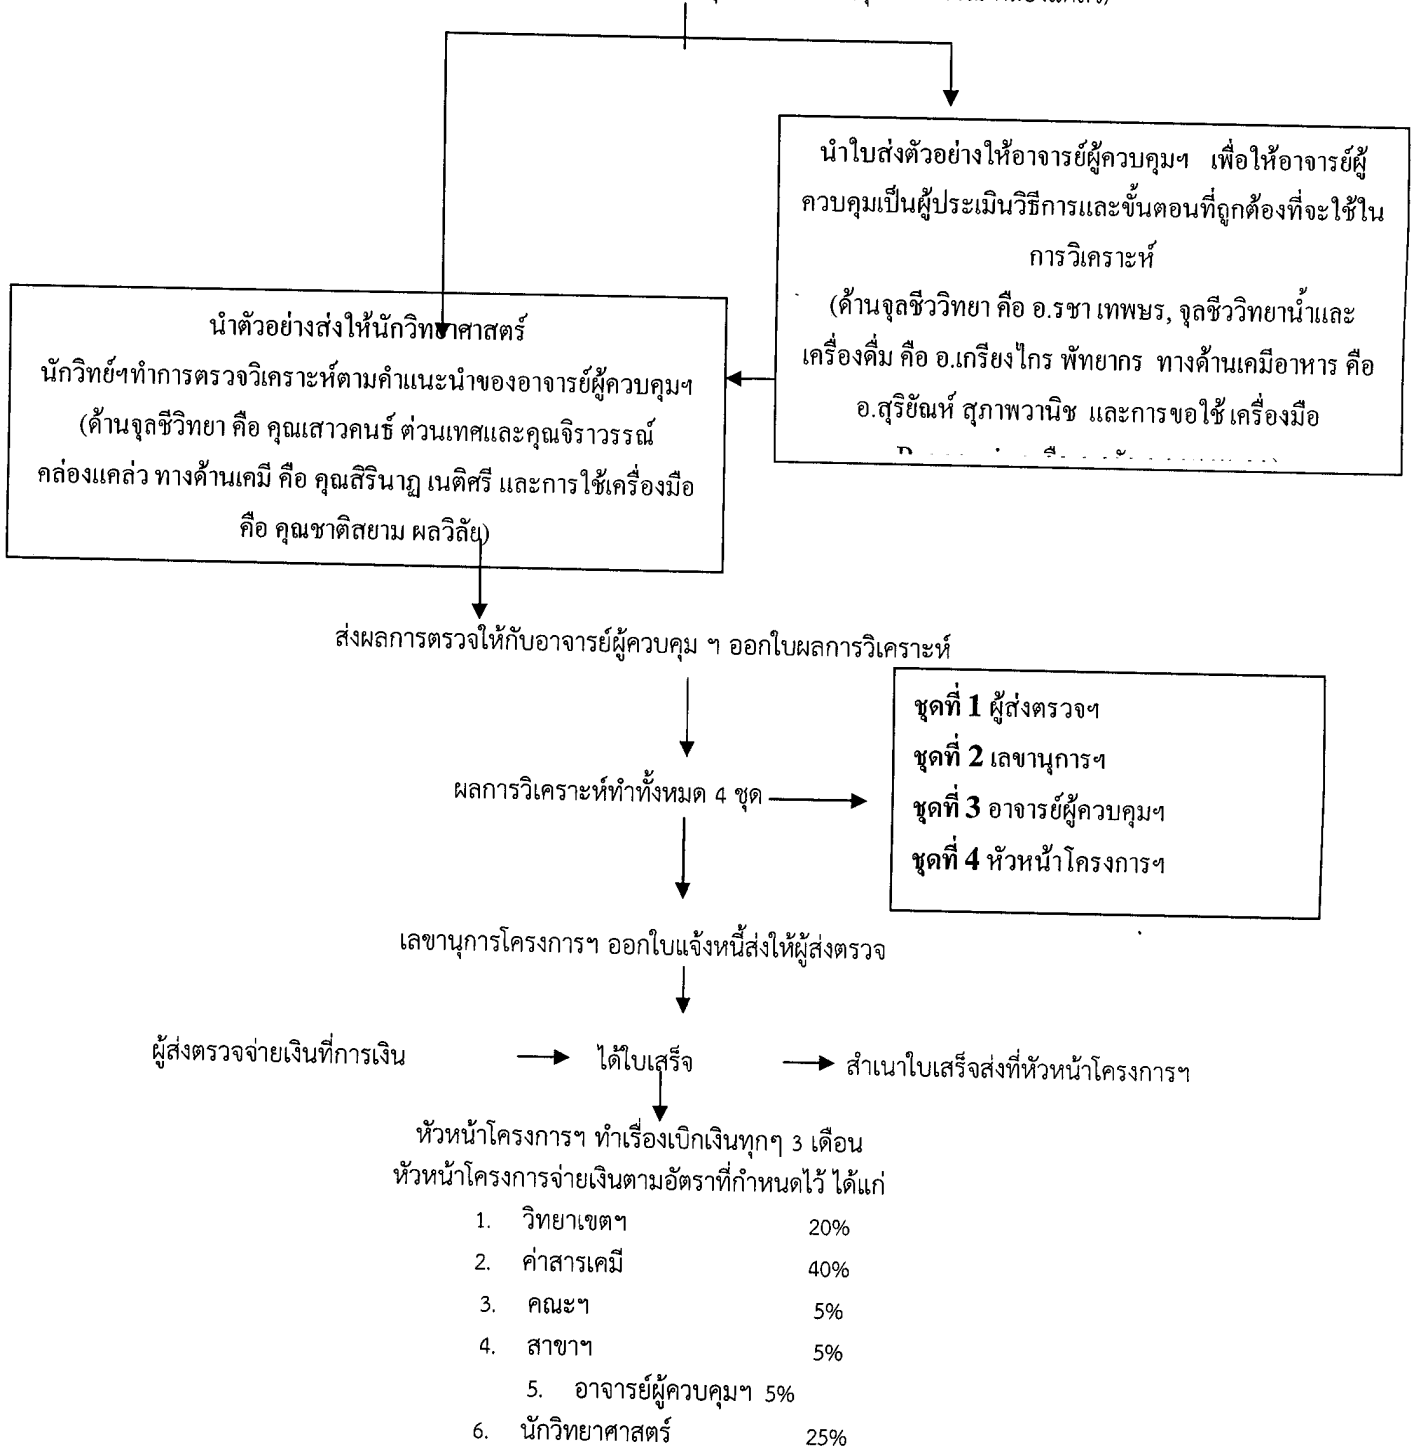 นำใบส่งตัวอย่างให้อาจารย์ผู้ควบคุมฯ เพื่อให้อาจารย์ผู้
ควบคุมเป็นผู้ประเมินวิธีการและขั้นตอนที่ถูกต้องที่จะใช้ใน
การวิเคราะห์
(ด้านจุลชีววิทยา คือ อ.รชา เทพษร, จุลชีววิทยาน้ำและ
เครื่องดื่ม คือ อ.เกรียงไกร พัทยากร ทางด้านเคมีอาหาร คือ
อ.สุริยัณห์ สุภาพวานิช และการขอใช้ เครื่องมือ
นำตัวอย่างส่งให้นักวิทยาศาสตร์
นักวิทย์ฯทำการตรวจวิเคราะห์ตามคำแนะนำของอาจารย์ผู้ควบคุมฯ
(ด้านจุลชีวิทยา คือ คุณเสาวคนธ์ ต่วนเทศและคุณจิราวรรณ์
คล่องแคล่ว ทางด้านเคมี คือ คุณสิรินาฏ เนติศรี และการใช้เครื่องมือ
คือ คุณชาติสยาม ผลวิลัย)
ส่งผลการตรวจให้กับอาจารย์ผู้ควบคุม ฯ ออกใบผลการวิเคราะห์
ผลการวิเคราะห์ทำทั้งหมด 4 ชุด
ชุดที่ 1 ผู้ส่งตรวจฯ
ชุดที่ 2 เลขานุการฯ
ชุดที่ 3 อาจารย์ผู้ควบคุมฯ
ชุดที่ 4 หัวหน้าโครงการฯ
เลขานุการโครงการฯ ออกใบแจ้งหนี้ส่งให้ผู้ส่งตรวจ
ผู้ส่งตรวจจ่ายเงินที่การเงิน ได้ใบเสร็จ สำเนาใบเสร็จส่งที่หัวหน้าโครงการฯ
หัวหน้าโครงการฯ ทำเรื่องเบิกเงินทุกๆ 3 เดือน
หัวหน้าโครงการจ่ายเงินตามอัตราที่กำหนดไว้ ได้แก่
1. วิทยาเขตฯ 20%
2. ค่าสารเคมี 40%
3. คณะฯ 5%
4. สาขาฯ 5%
5. อาจารย์ผู้ควบคุมฯ 5%
6. นักวิทยาศาสตร์ 25%